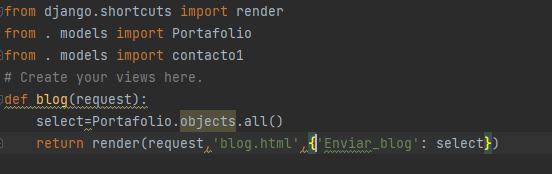 from django.shortcuts import render
from . models import Portafolio
from . models import contacto1
# Create your views here.
def blog(request):
    select=Portafolio.objects.all()
    return render(request,'blog.html',{'Enviar_blog': select})